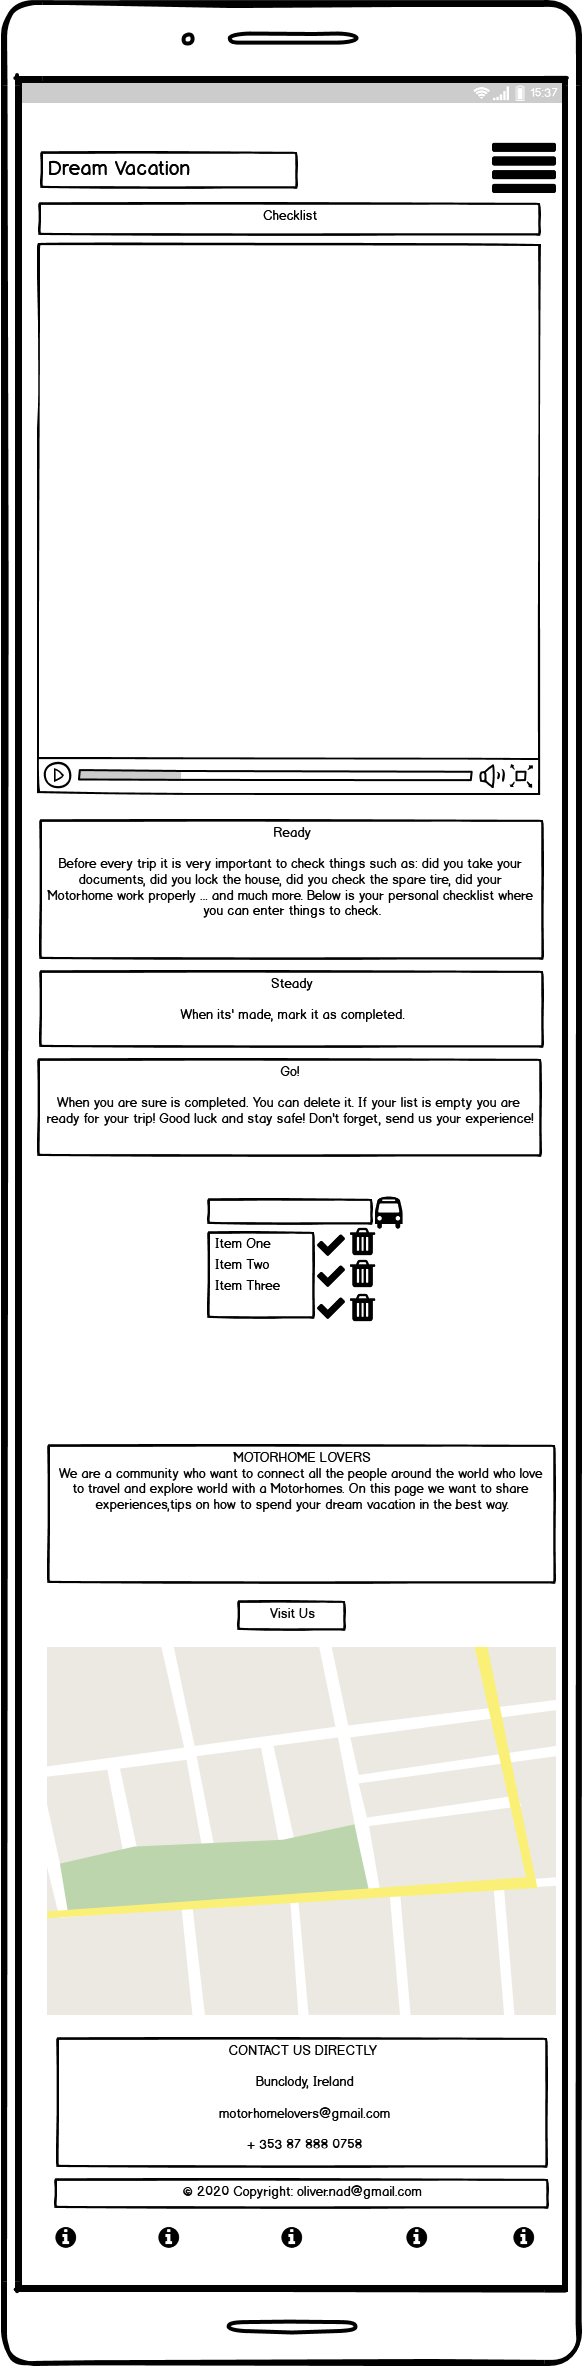 15:37
Dream Vacation
Checklist
Ready
Before every trip it is very important to check things such as: did you take your
documents, did you lock the house, did you check the spare tire, did your
Motorhome work properly ... and much more. Below is your personal checklist where
you can enter things to check.
Steady
When its' made, mark it as completed.
Go!
When you are sure is completed. You can delete it. If your list is empty you are
ready for your trip! Good luck and stay safe! Don't forget, send us your experience!
Item One
Item Two
Item Three
MOTORHOME LOVERS
We are a community who want to connect all the people around the world who love
to travel and explore world with a Motorhomes. On this page we want to share
experiences,tips on how to spend your dream vacation in the best way.
Visit Us
CONTACT US DIRECTLY
Bunclody, Ireland
motorhomelovers@gmail.com
+ 353 87 888 0758
© 2020 Copyright: oliver.nad@gmail.com